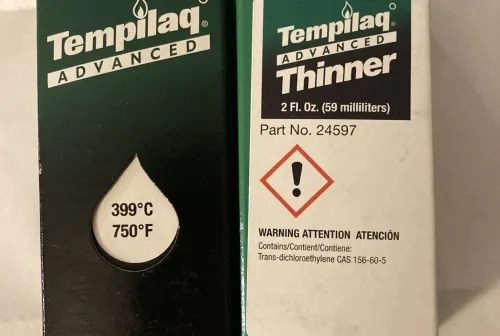 Tempilaq®
ADVANCED
399°C
750°F
Tempilaq®
ADVANCED
Thinner
2 Fl. Oz. (59 milliliters)
Part No. 24597
!
WARNING ATTENTION ATENCIÓN
Contains/Content/Contiene:
Trans-dichloroethylene CAS 156-60-5